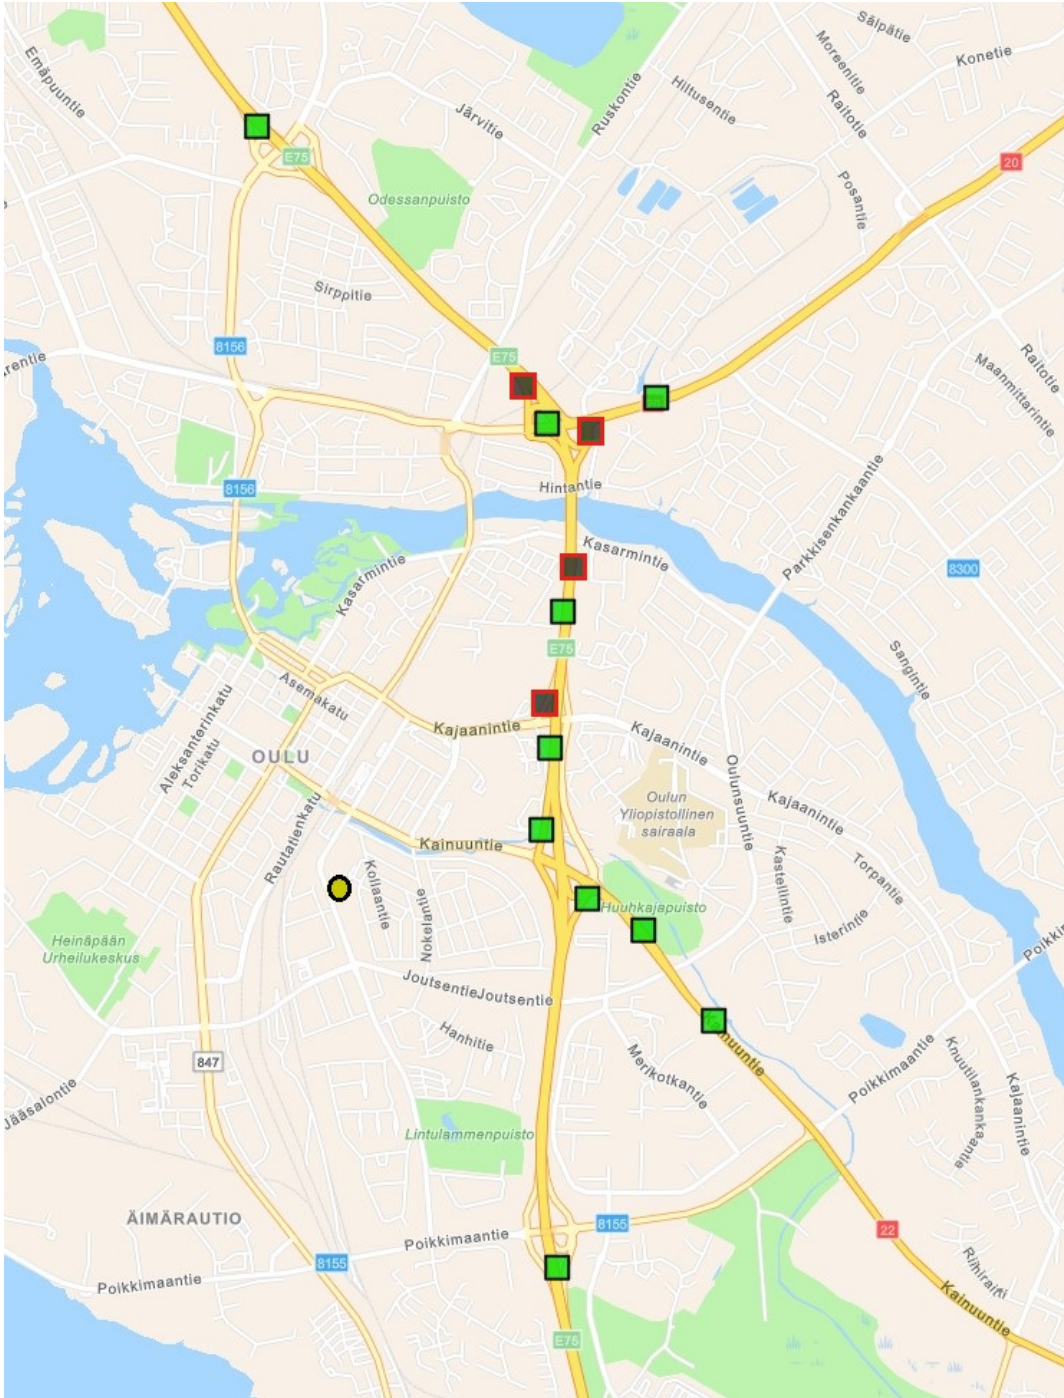 Sälpätie
Emäpuuntie
Moreenitie
Konetie
Hiltusentie
Ruskontie
Järvitie
Raitotie
E75
20
Odessanpuisto
Posantie
Sirppitie
8156
E75
Raitotie
Maanmittarintie
8156
Hintantie
Parkkisenkankaantie
Kasarmintie
Kasarmintie
8300
E75
Sangintie
Asemakatu
Aleksanterinkatu
Torikatu
Kajaanintie
Kajaanintie
OULU
Oulunsuuntie
Oulun
Yliopistollinen
sairaala
Kajaanintie
Rautatienkatu
Kainuuntie
Kollaantie
Kastellintie
Torpantie
Nokelantie
Huuhkajapuisto
Isterintie
Heinäpään
Urheilukeskus
Joutsentie
Joutsentie
Hanhitie
847
Merikotkantie
Poikkimaantie
Knuutilankanka
aantie
Kajaanintie
Jääsalontie
Lintulammenpuisto
ÄIMÄRAUTIO
8155
22
Poikkimaantie
8155
Poikkimaantie
Kainuuntie
E75